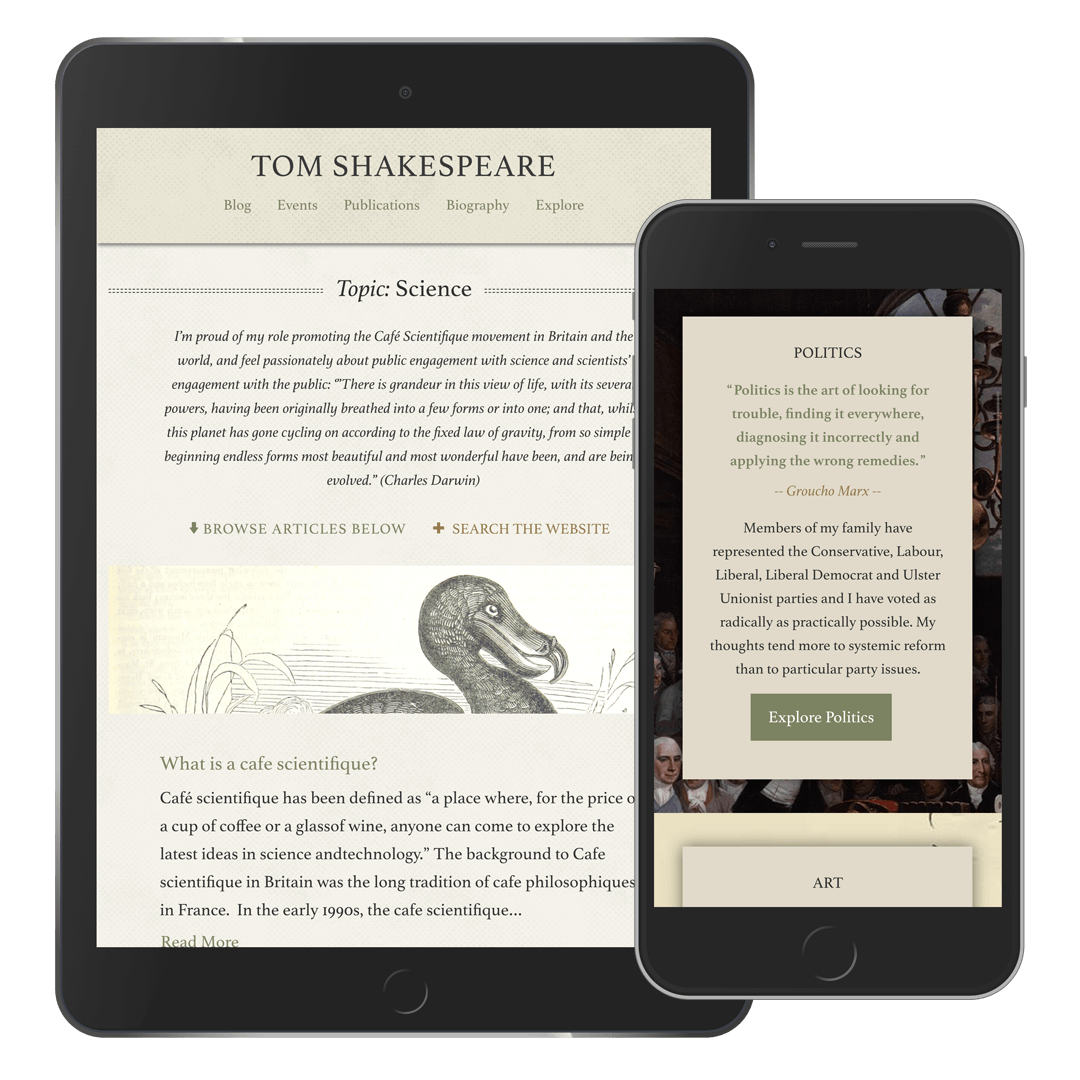 TOM SHAKESPEARE
Blog Events Publications Biography Explore
Topic: Science
I'm proud of my role promoting the Café Scientifique movement in Britain and the
world, and feel passionately about public engagement with science and scientists'
engagement with the public: “"There is grandeur in this view of life, with its several
powers, having been originally breathed into a few forms or into one; and that, whilst
this planet has gone cycling on according to the fixed law of gravity, from so simple
beginning endless forms most beautiful and most wonderful have been, and are being
evolved.” (Charles Darwin)
BROWSE ARTICLES BELOW + SEARCH THE WEBSITE
What is a cafe scientifique?
Café scientifique has been defined as “a place where, for the price o
a cup of coffee or a glassof wine, anyone can come to explore the
latest ideas in science andtechnology.” The background to Cafe
scientifique in Britain was the long tradition of cafe philosophiques
in France. In the early 1990s, the cafe scientifique...
Read More
POLITICS
“Politics is the art of looking for
trouble, finding it everywhere,
diagnosing it incorrectly and
applying the wrong remedies.”
-- Groucho Marx --
Members of my family have
represented the Conservative, Labour,
Liberal, Liberal Democrat and Ulster
Unionist parties and I have voted as
radically as practically possible. My
thoughts tend more to systemic reform
than to particular party issues.
Explore Politics
ART